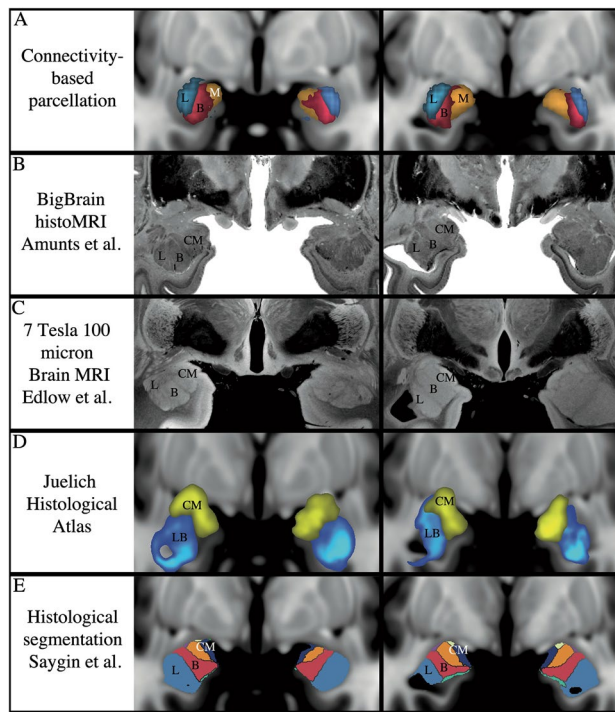 A
Connectivity-
based
parcellation
L
B
M
L
B
M
B
BigBrain
histoMRI
Amunts et al.
L
B
CM
L
B
CM
C
7 Tesla 100
micron
Brain MRI
Edlow et al.
L
B
CM
L
B
CM
D
Juelich
Histological
Atlas
CM
LB
CM
LB
E
Histological
segmentation
Saygin et al.
L
B
CM
L
B
CM